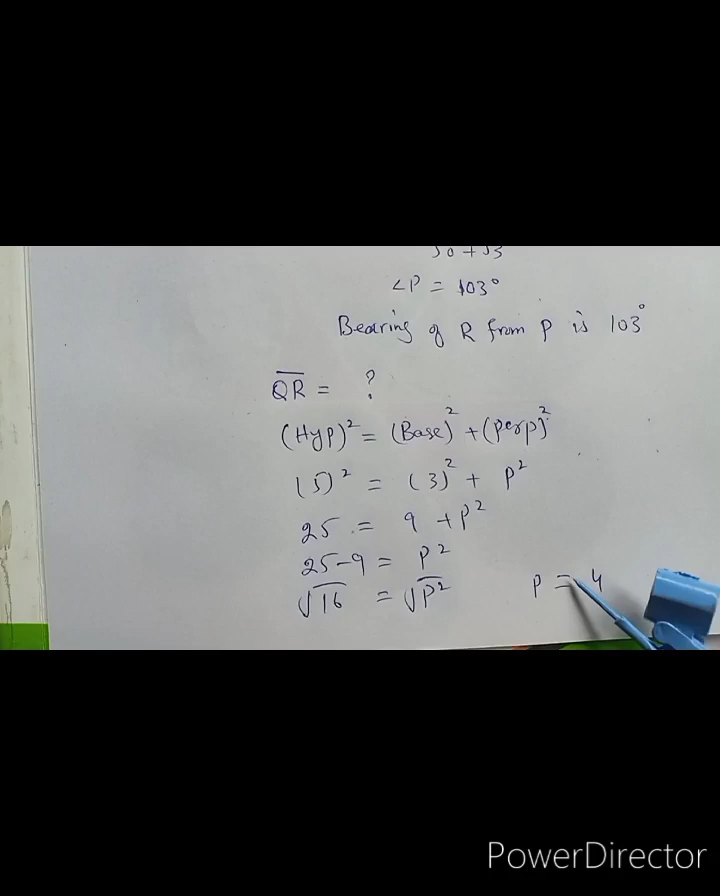 ∠P = 103°
Bearing of R from P is 103°
QR = ?
(Hyp)² = (Base)² + (perp)²
(5)² = (3)² + P²
25 = 9 + P²
25-9 = P²
√16 = √P² P = 4
PowerDirector